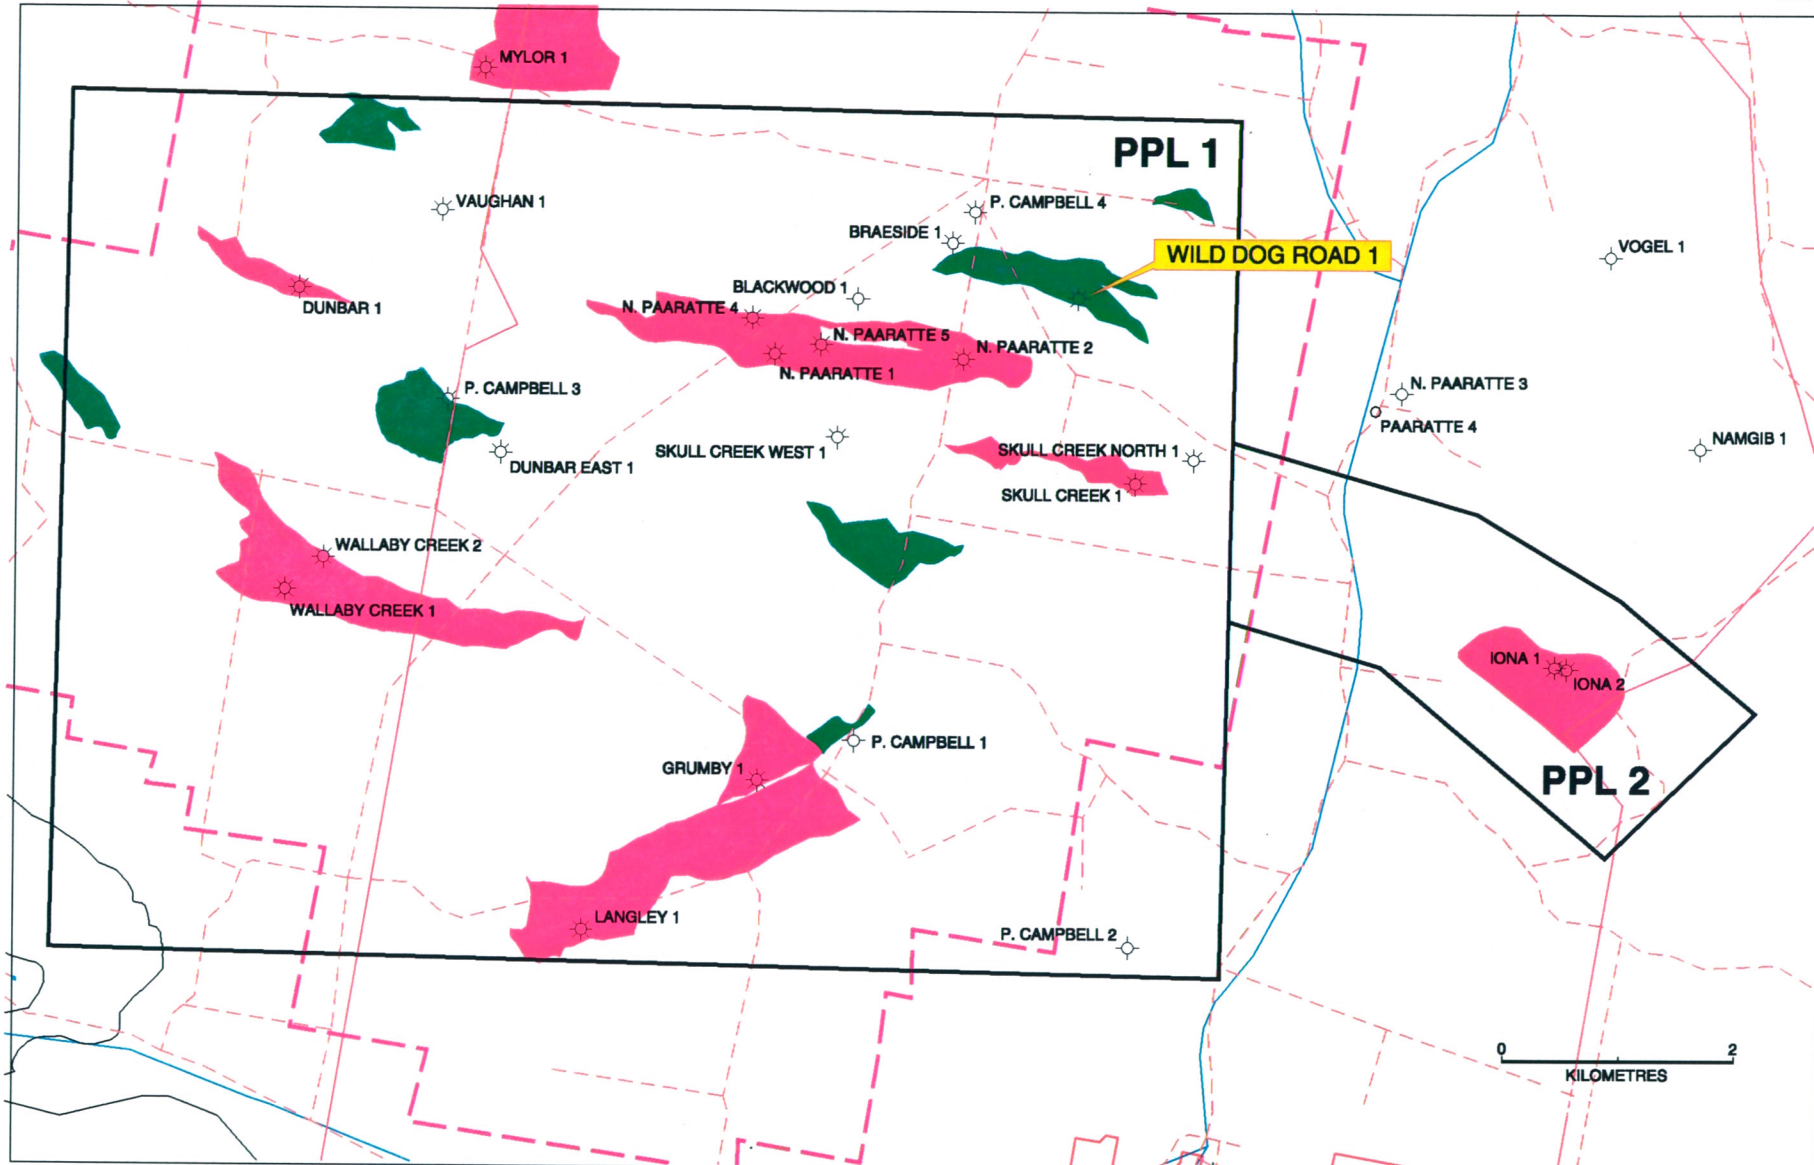 MYLOR 1
PPL 1
VAUGHAN 1
P. CAMPBELL 4
BRAESIDE 1
WILD DOG ROAD 1
VOGEL 1
DUNBAR 1
BLACKWOOD 1
N. PAARATTE 4
N. PAARATTE 5
N. PAARATTE 2
N. PAARATTE 1
P. CAMPBELL 3
N. PAARATTE 3
PAARATTE 4
NAMGIB 1
SKULL CREEK WEST 1
SKULL CREEK NORTH 1
DUNBAR EAST 1
SKULL CREEK 1
WALLABY CREEK 2
WALLABY CREEK 1
IONA 1
IONA 2
P. CAMPBELL 1
GRUMBY 1
PPL 2
LANGLEY 1
P. CAMPBELL 2
0 2
KILOMETRES